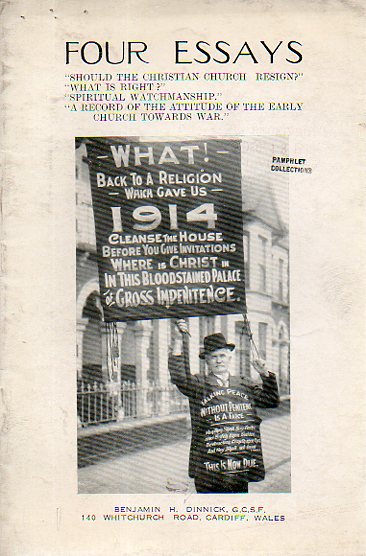 FOUR ESSAYS
"SHOULD THE CHRISTIAN CHURCH RESIGN?"
"WHAT IS RIGHT?"
"SPIRITUAL WATCHMANSHIP."
"A RECORD OF THE ATTITUDE OF THE EARLY
CHURCH TOWARDS WAR."
PAMPHLET
COLLECTIONS
- WHAT! -
BACK TO A RELIGION
- WHICH GAVE US -
1914
CLEANSE THE HOUSE
BEFORE YOU GIVE INVITATIONS
WHERE IS CHRIST IN
IN THIS BLOODSTAINED PALACE
OF GROSS IMPENITENCE.
TALKING PEACE
WITHOUT PENITENCE
IS A FARCE
THIS IS NOW DUE.
BENJAMIN H. DINNICK, G.C.S.F.
140 WHITCHURCH ROAD, CARDIFF, WALES